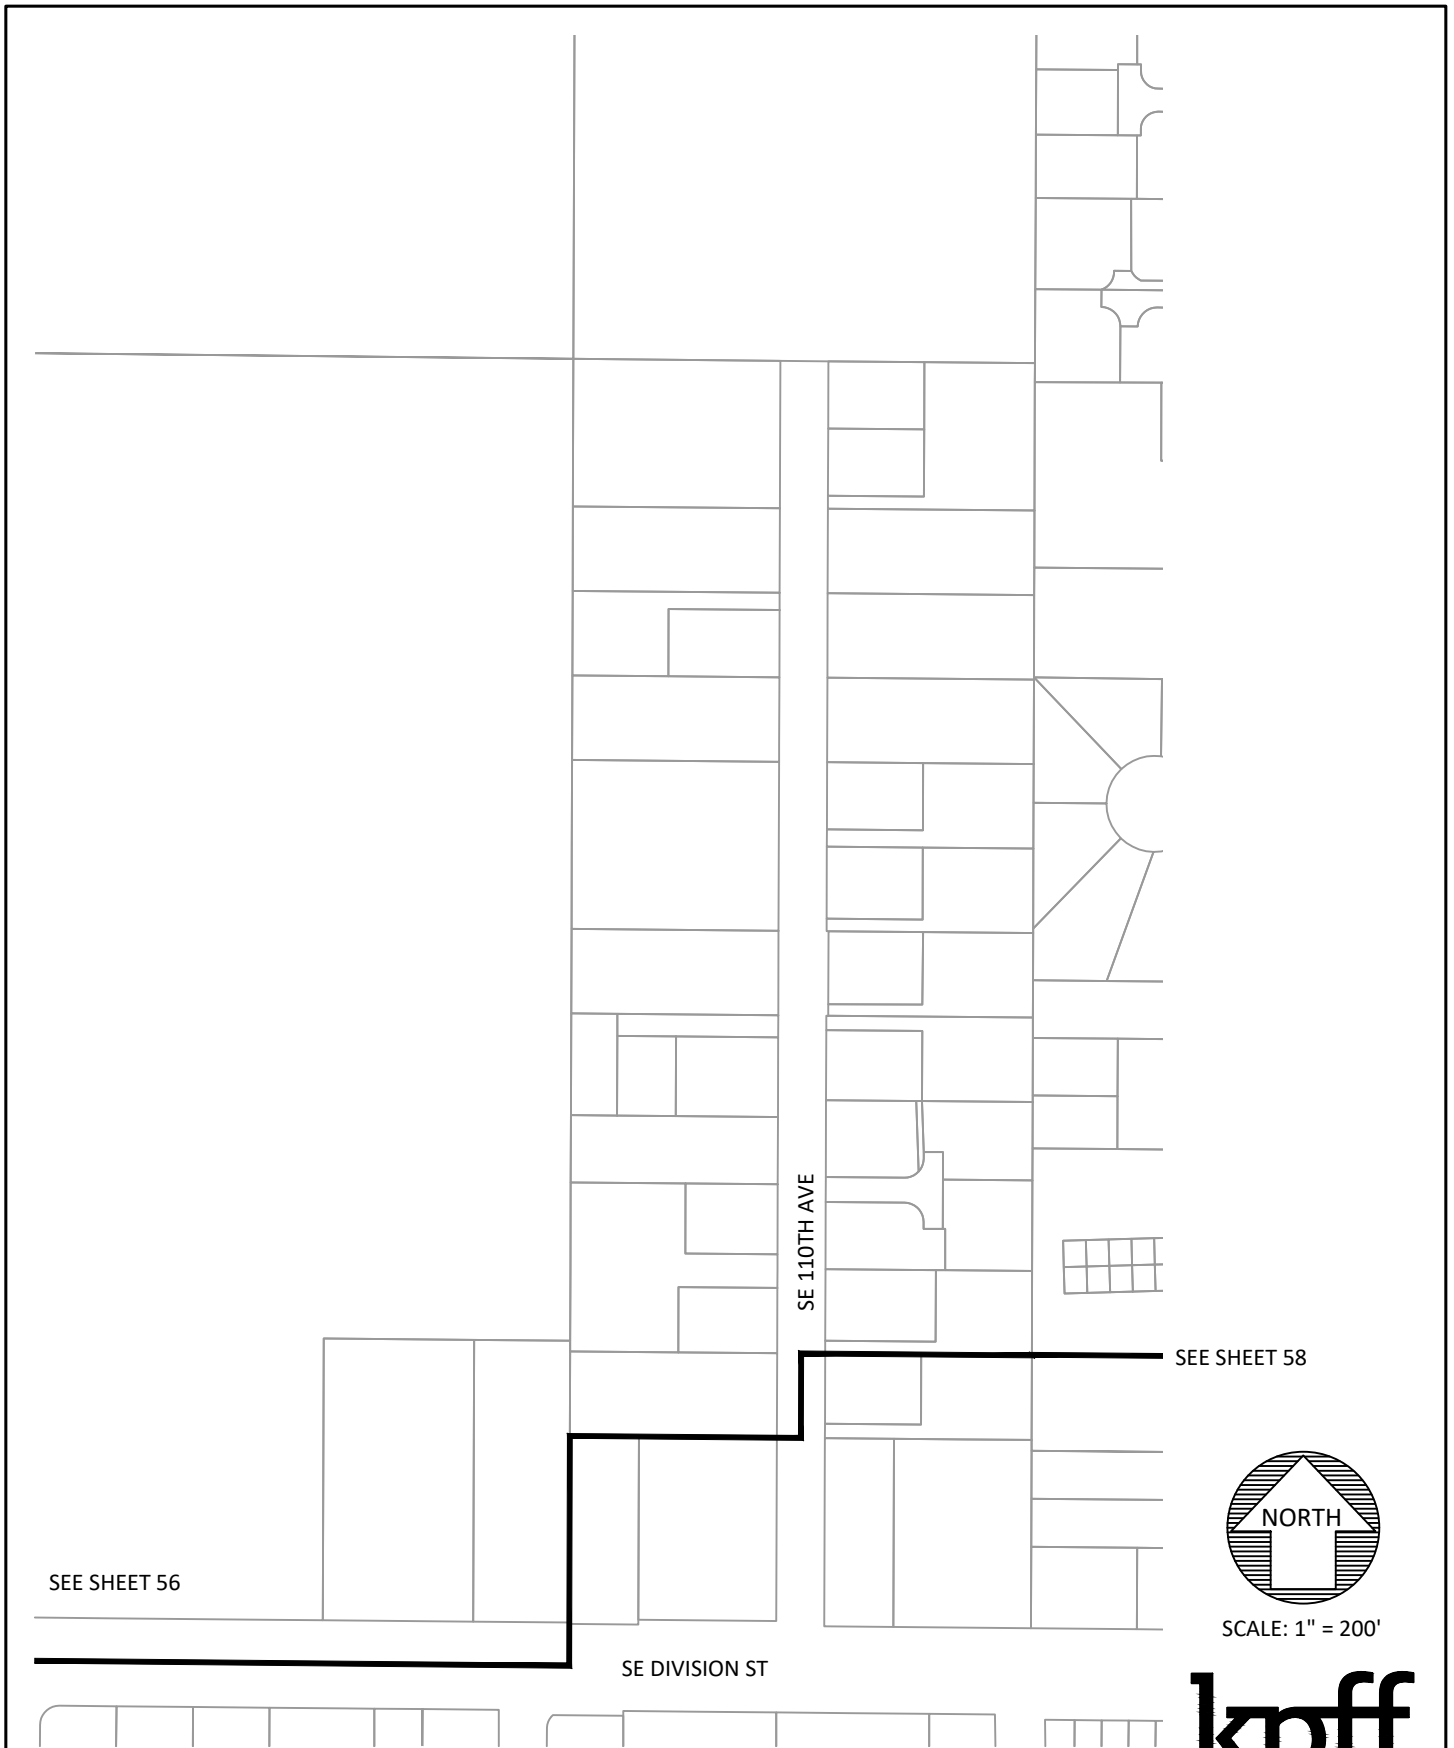 SE 110TH AVE
SEE SHEET 58
NORTH
SEE SHEET 56
SCALE: 1" = 200'
SE DIVISION ST
kpff